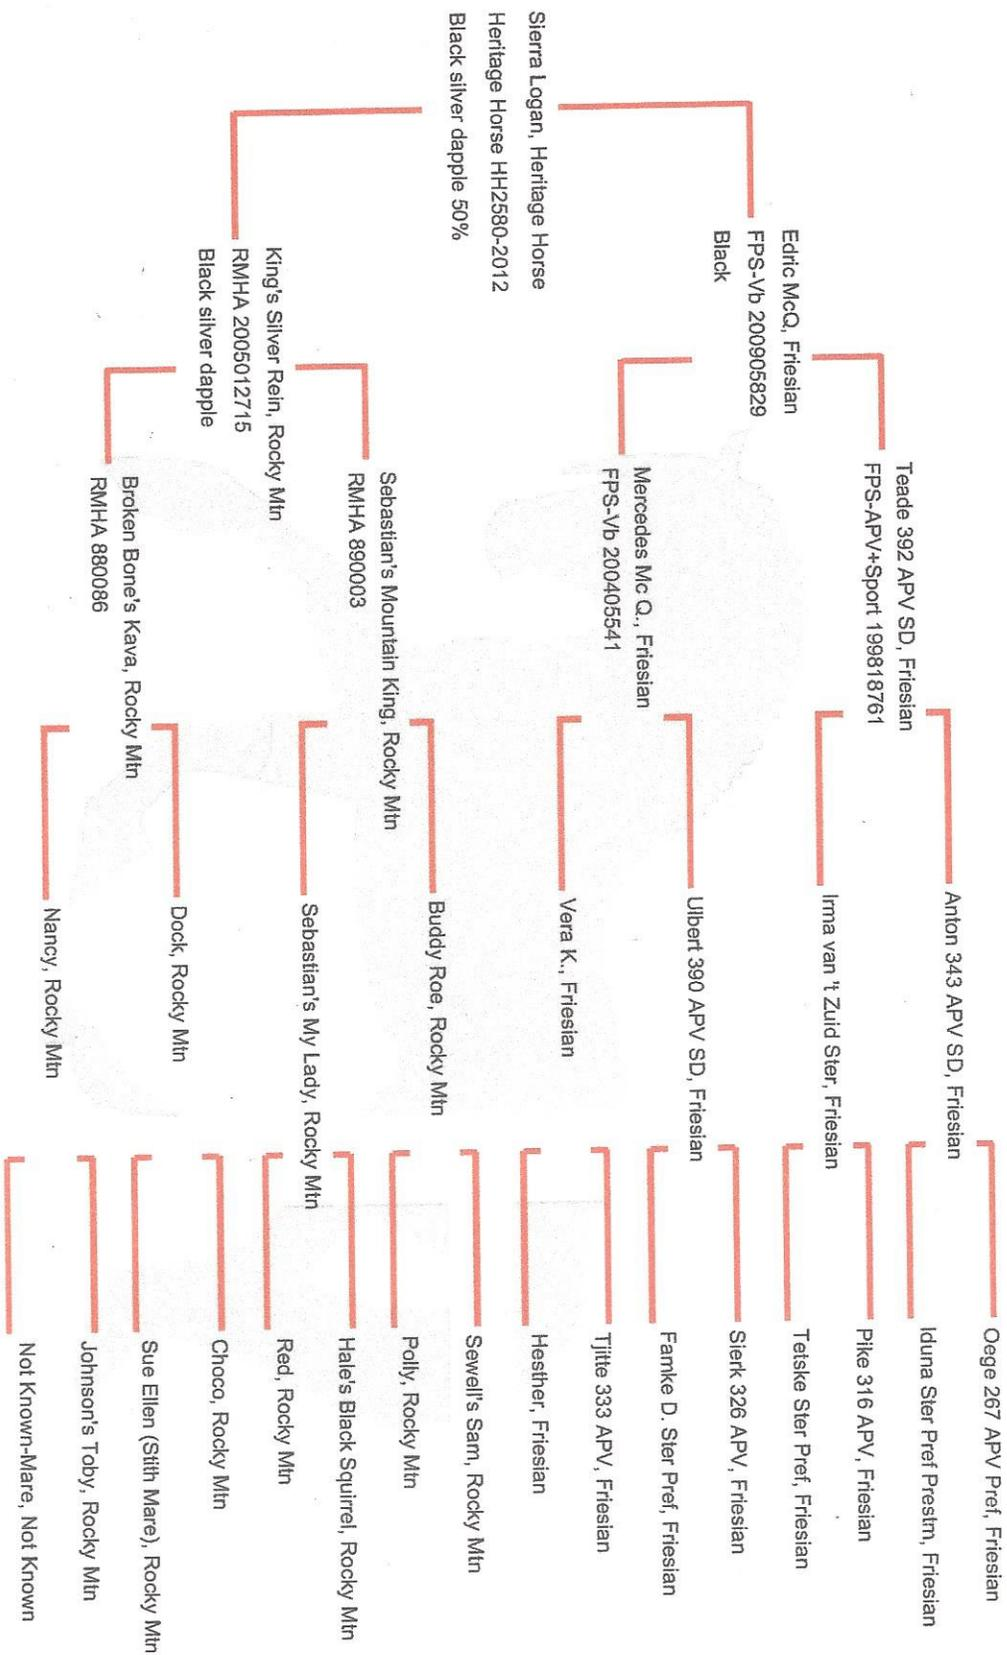 Sierra Logan, Heritage Horse
Heritage Horse HH2580-2012
Black silver dapple 50%
Edric McQ, Friesian
FPS-Vb 200905829
Black
King's Silver Rein, Rocky Mtn
RMHA 2005012715
Black silver dapple
Teade 392 APV SD, Friesian
FPS-APV+Sport 199818761
Mercedes Mc Q., Friesian
FPS-Vb 200405541
Sebastian's Mountain King, Rocky Mtn
RMHA 890003
Broken Bone's Kava, Rocky Mtn
RMHA 880086
Anton 343 APV SD, Friesian
Irma van 't Zuid Ster, Friesian
Ulbert 390 APV SD, Friesian
Vera K., Friesian
Buddy Roe, Rocky Mtn
Sebastian's My Lady, Rocky Mtn
Dock, Rocky Mtn
Nancy, Rocky Mtn
Oege 267 APV Pref, Friesian
Iduna Ster Pref Prestm, Friesian
Pike 316 APV, Friesian
Tetske Ster Pref, Friesian
Sierk 326 APV, Friesian
Famke D. Ster Pref, Friesian
Tjitte 333 APV, Friesian
Hesther, Friesian
Sewell's Sam, Rocky Mtn
Polly, Rocky Mtn
Hale's Black Squirrel, Rocky Mtn
Red, Rocky Mtn
Choco, Rocky Mtn
Sue Ellen (Stith Mare), Rocky Mtn
Johnson's Toby, Rocky Mtn
Not Known-Mare, Not Known